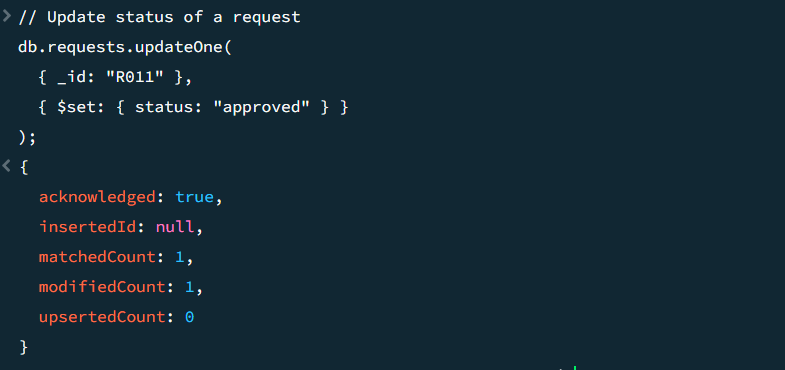 // Update status of a request
db.requests.updateOne(
{ _id: "R011" },
{ $set: { status: "approved" } }
);
{
acknowledged: true,
insertedId: null,
matchedCount: 1,
modifiedCount: 1,
upsertedCount: 0
}